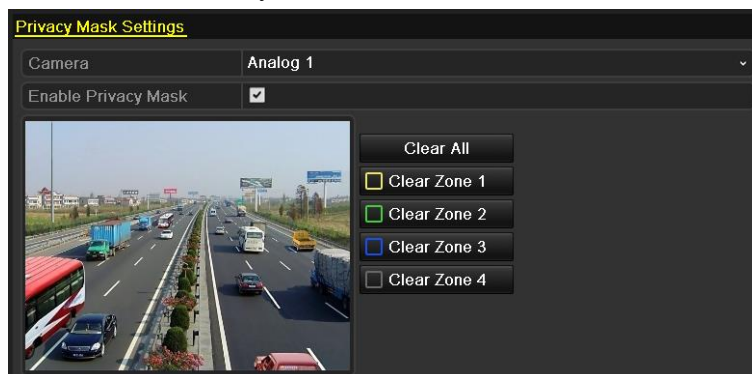 Privacy Mask Settings
Camera Analog 1
Enable Privacy Mask
Clear All
Clear Zone 1
Clear Zone 2
Clear Zone 3
Clear Zone 4